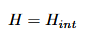 H = H_{int}